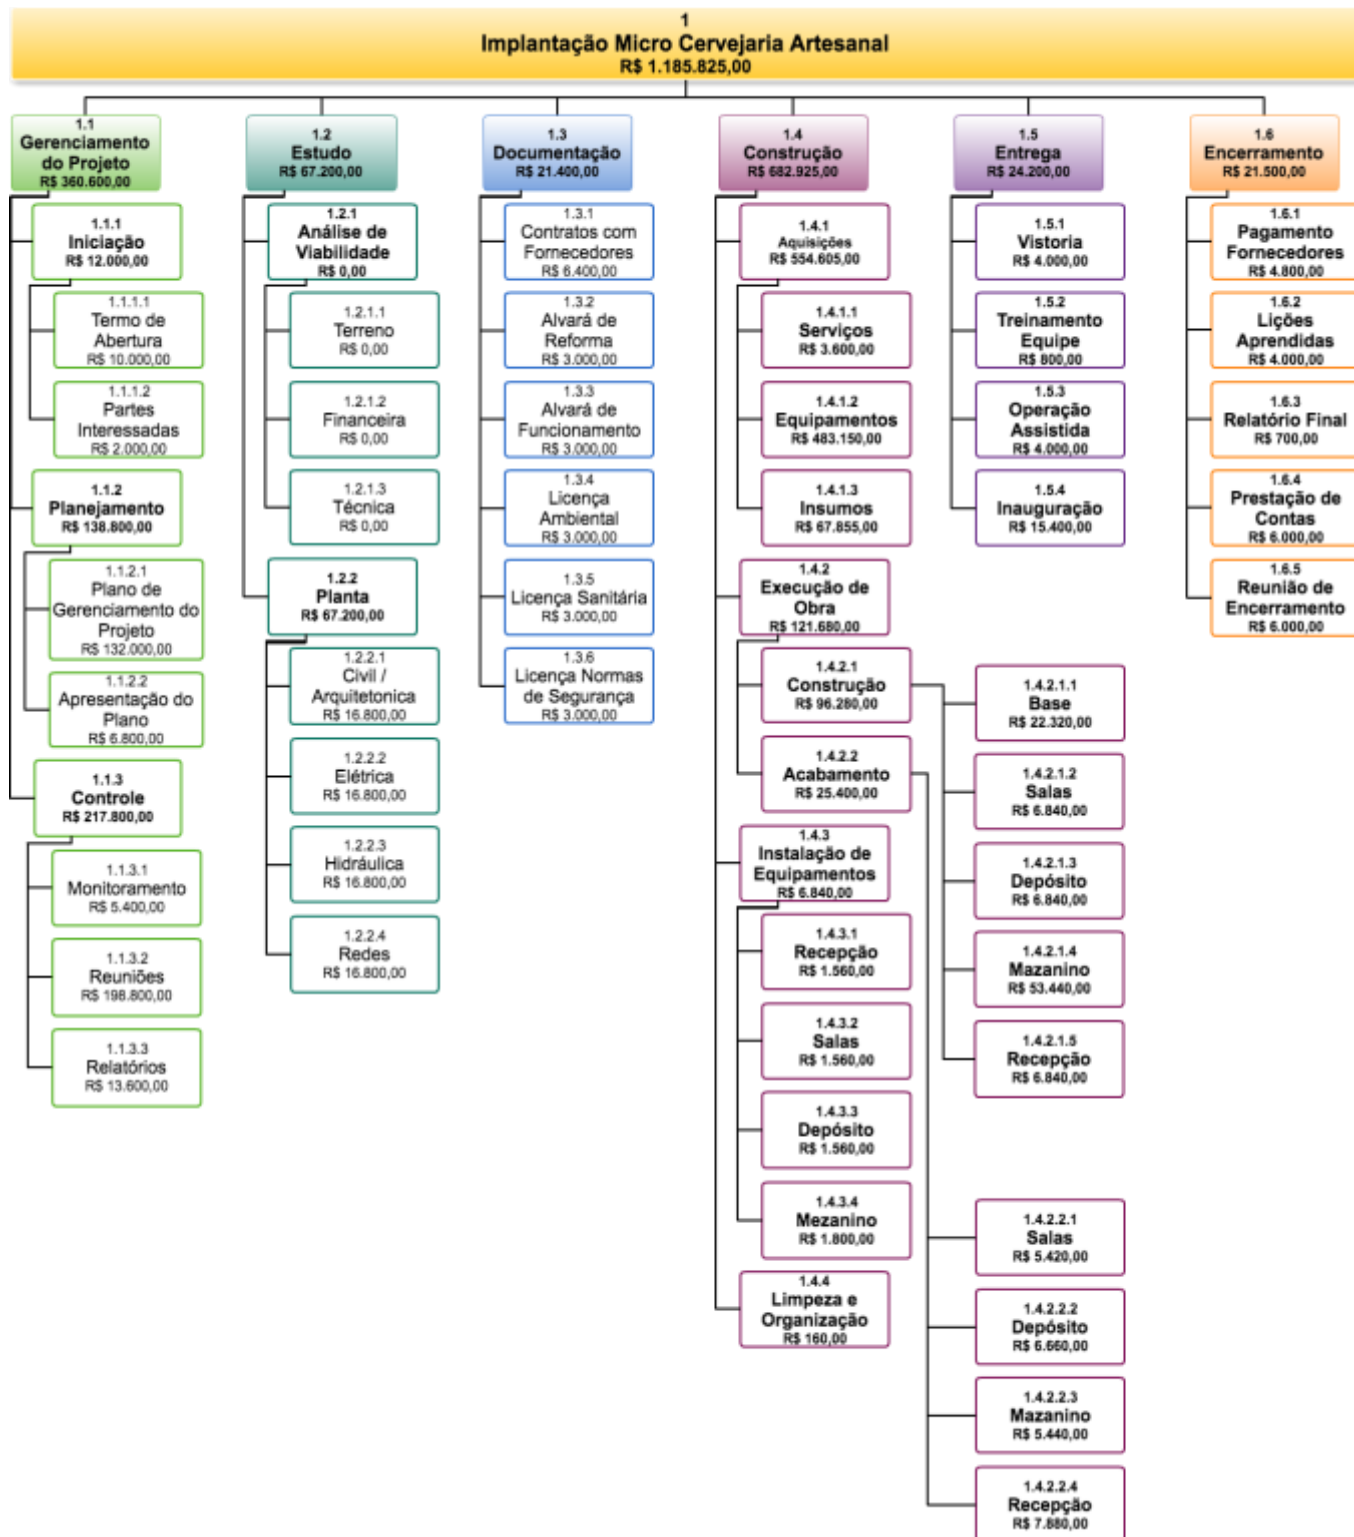 1
Implantação Micro Cervejaria Artesanal
R$ 1.185.825,00
1.1
Gerenciamento
do Projeto
R$ 360.600,00
1.1.1
Iniciação
R$ 12.000,00
1.1.1.1
Termo de
Abertura
R$ 10.000,00
1.1.1.2
Partes
Interessadas
R$ 2.000,00
1.1.2
Planejamento
R$ 138.800,00
1.1.2.1
Plano de
Gerenciamento do
Projeto
R$ 132.000,00
1.1.2.2
Apresentação do
Plano
R$ 6.800,00
1.1.3
Controle
R$ 217.800,00
1.1.3.1
Monitoramento
R$ 5.400,00
1.1.3.2
Reuniões
R$ 198.800,00
1.1.3.3
Relatórios
R$ 13.600,00
1.2
Estudo
R$ 67.200,00
1.2.1
Análise de
Viabilidade
R$ 0,00
1.2.1.1
Terreno
R$ 0,00
1.2.1.2
Financeira
R$ 0,00
1.2.1.3
Técnica
R$ 0,00
1.2.2
Planta
R$ 67.200,00
1.2.2.1
Civil /
Arquitetonica
R$ 16.800,00
1.2.2.2
Elétrica
R$ 16.800,00
1.2.2.3
Hidráulica
R$ 16.800,00
1.2.2.4
Redes
R$ 16.800,00
1.3
Documentação
R$ 21.400,00
1.3.1
Contratos com
Fornecedores
R$ 6.400,00
1.3.2
Alvará de
Reforma
R$ 3.000,00
1.3.3
Alvará de
Funcionamento
R$ 3.000,00
1.3.4
Licença
Ambiental
R$ 3.000,00
1.3.5
Licença Sanitária
R$ 3.000,00
1.3.6
Licença Normas
de Segurança
R$ 3.000,00
1.4
Construção
R$ 682.925,00
1.4.1
Aquisições
R$ 554.605,00
1.4.1.1
Serviços
R$ 3.600,00
1.4.1.2
Equipamentos
R$ 483.150,00
1.4.1.3
Insumos
R$ 67.855,00
1.4.2
Execução de
Obra
R$ 121.680,00
1.4.2.1
Construção
R$ 96.280,00
1.4.2.2
Acabamento
R$ 25.400,00
1.4.3
Instalação de
Equipamentos
R$ 6.840,00
1.4.3.1
Recepção
R$ 1.560,00
1.4.3.2
Salas
R$ 1.560,00
1.4.3.3
Depósito
R$ 1.560,00
1.4.3.4
Mezanino
R$ 1.800,00
1.4.4
Limpeza e
Organização
R$ 160,00
1.5
Entrega
R$ 24.200,00
1.5.1
Vistoria
R$ 4.000,00
1.5.2
Treinamento
Equipe
R$ 800,00
1.5.3
Operação
Assistida
R$ 4.000,00
1.5.4
Inauguração
R$ 15.400,00
1.4.2.1.1
Base
R$ 22.320,00
1.4.2.1.2
Salas
R$ 6.840,00
1.4.2.1.3
Depósito
R$ 6.840,00
1.4.2.1.4
Mazanino
R$ 53.440,00
1.4.2.1.5
Recepção
R$ 6.840,00
1.4.2.2.1
Salas
R$ 5.420,00
1.4.2.2.2
Depósito
R$ 6.660,00
1.4.2.2.3
Mazanino
R$ 5.440,00
1.4.2.2.4
Recepção
R$ 7.880,00
1.6
Encerramento
R$ 21.500,00
1.6.1
Pagamento
Fornecedores
R$ 4.800,00
1.6.2
Lições
Aprendidas
R$ 4.000,00
1.6.3
Relatório Final
R$ 700,00
1.6.4
Prestação de
Contas
R$ 6.000,00
1.6.5
Reunião de
Encerramento
R$ 6.000,00